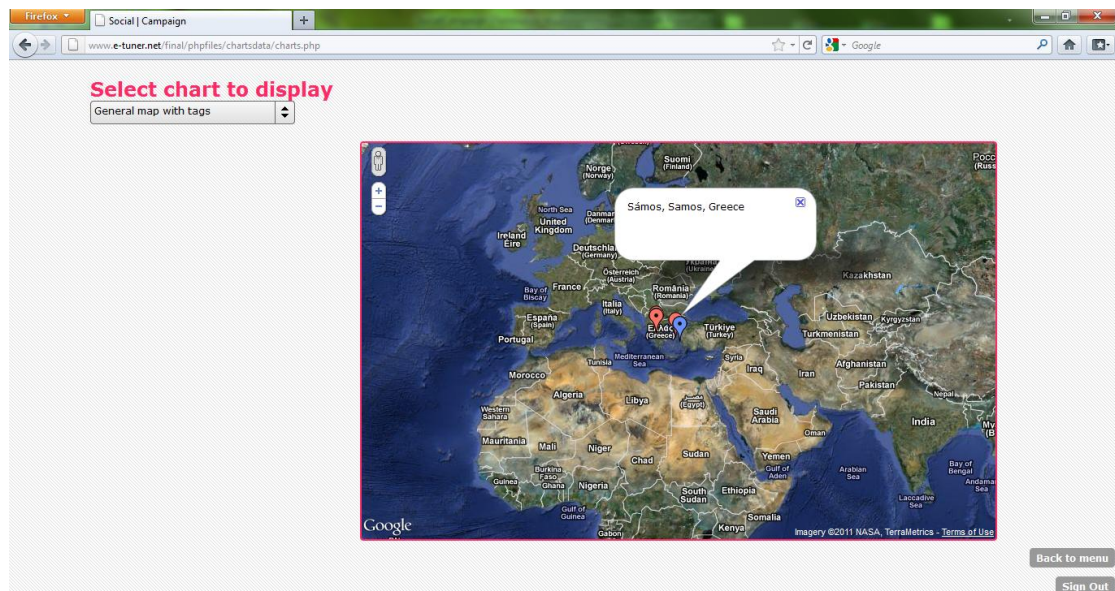 Firefox
Social | Campaign
www.e-tuner.net/final/phpfiles/chartsdata/charts.php
Google
Select chart to display
General map with tags
Suomi
(Finland)
Norge
(Norway)
North Sea
United
Kingdom
Ireland
Éire
Sámos, Samos, Greece
(Germany)
Österreich
(Austria)
Kazakhstan
Bay of
Biscay
France
România
(Romania)
Italia
(Italy)
España
(Spain)
Portugal
(Greece)
Türkiye
(Turkey)
Uzbekistan
Kyrgyzstan
Turkmenistan
Mediterranean
Sea
Tunisia
Syria
Iraq
Iran
Afghanistan
Pakistan
Nepal
Morocco
Algeria
Libya
(Egypt)
Western
Sahara
Saudi
Arabia
Oman
India
Mauritania
Mali
Niger
Chad
Sudan
Yemen
Gulf of
Aden
Arabian
Sea
Bay of
Bengal
Burkina
Faso
Guinea
Ghana
Nigeria
South
Sudan
Ethiopia
Laccadive
Sea
Gulf of
Guinea
Somalia
Kenya
Gabon
Google
Imagery ©2011 NASA, TerraMetrics - Terms of Use
Back to menu
Sign Out